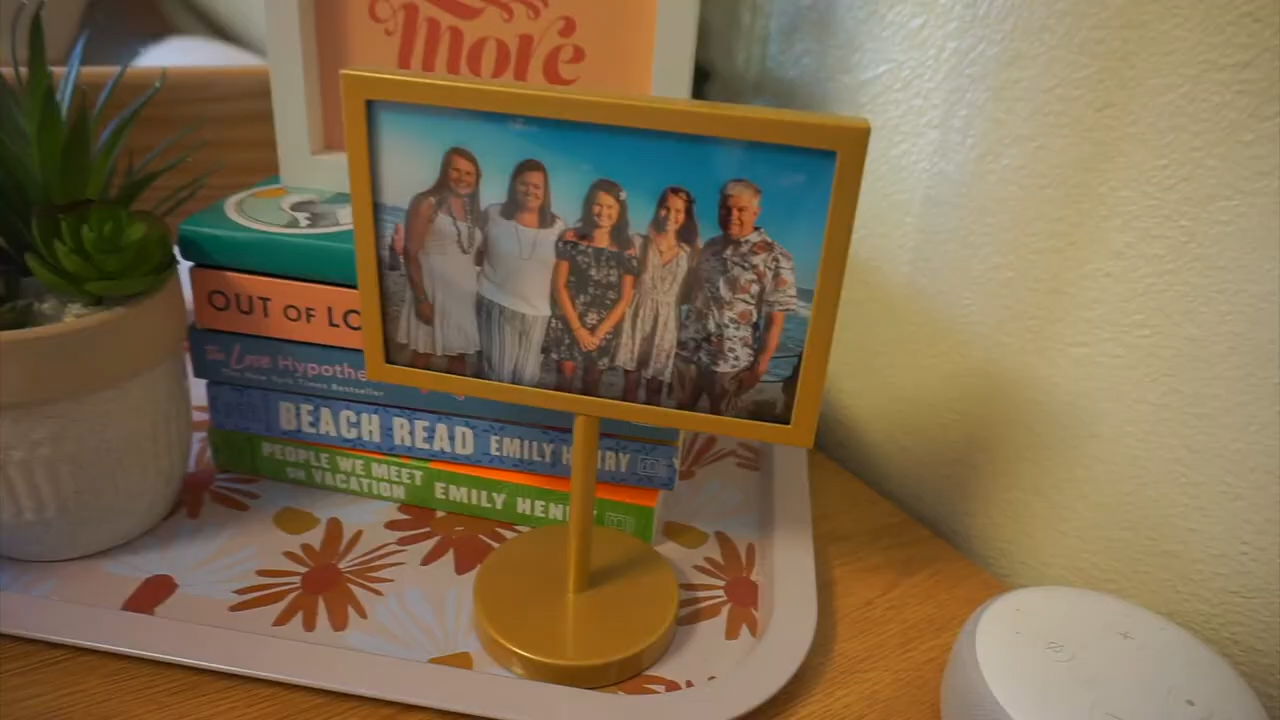 more
OUT OF LO
The Love Hypothe
The New York Times Bestseller
BEACH READ EMILY H NRY
PEOPLE WE MEET
ON VACATION EMILY HEN